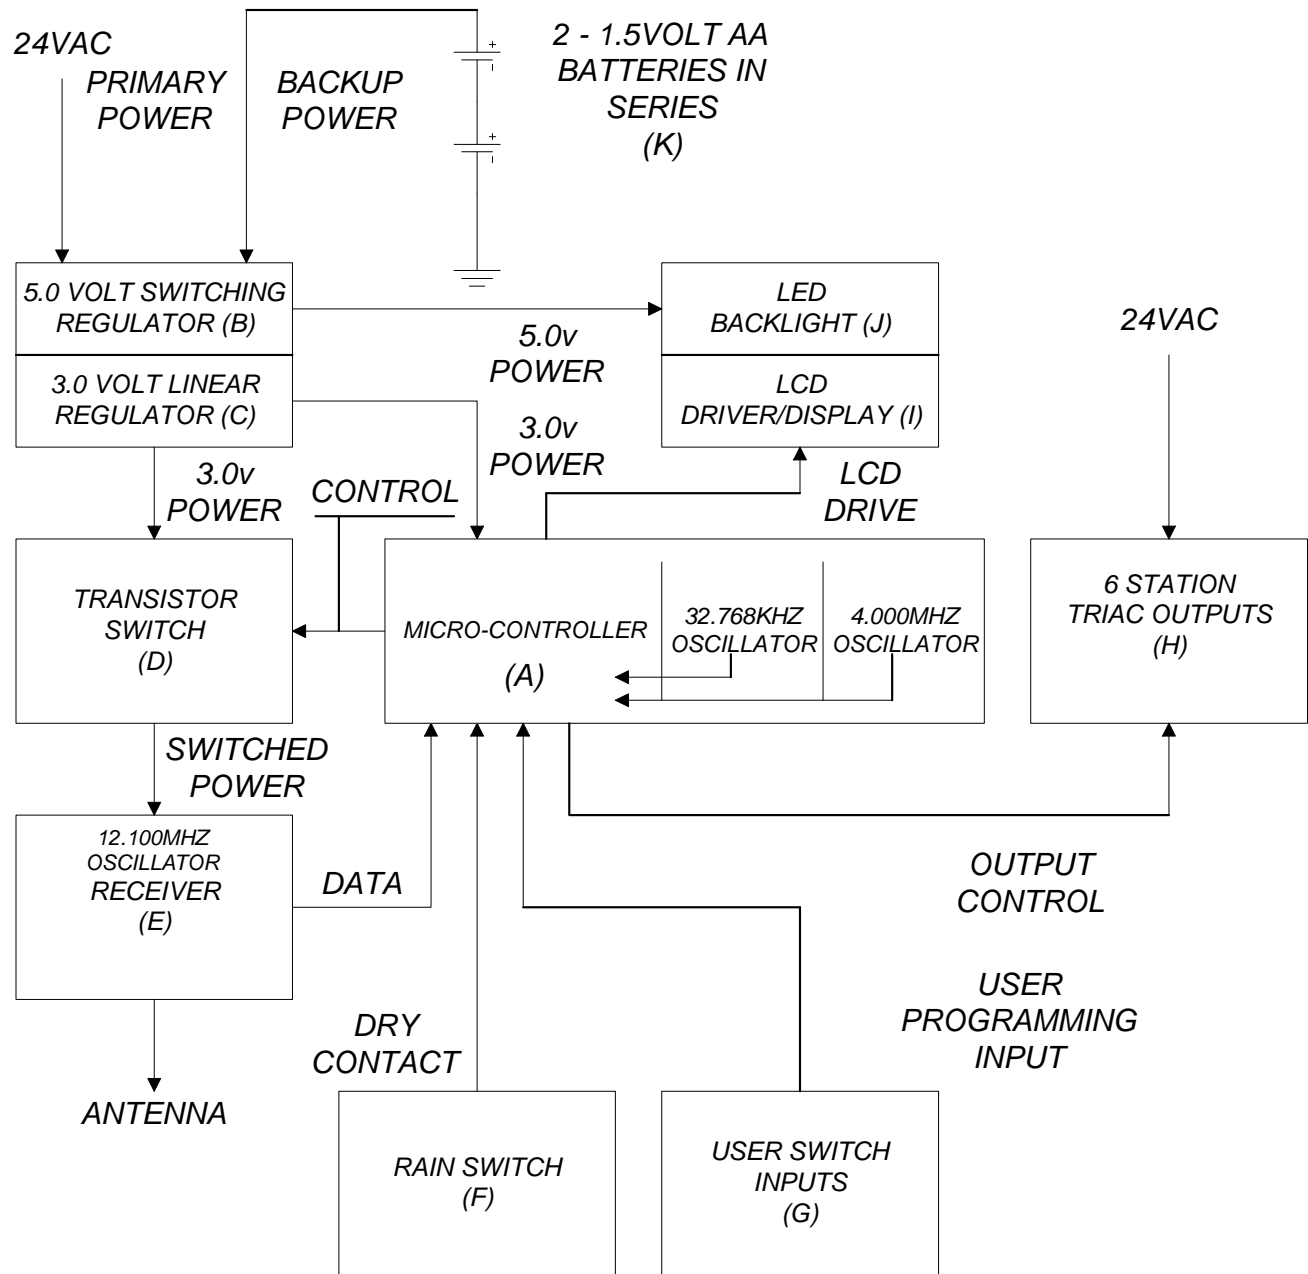 24VAC
PRIMARY
POWER
BACKUP
POWER
+
-
+
-
2 - 1.5VOLT AA
BATTERIES IN
SERIES
(K)
5.0 VOLT SWITCHING
REGULATOR (B)
3.0 VOLT LINEAR
REGULATOR (C)
5.0v
POWER
LED
BACKLIGHT (J)
LCD
DRIVER/DISPLAY (I)
24VAC
3.0v
POWER
3.0v
POWER
CONTROL
LCD
DRIVE
TRANSISTOR
SWITCH
(D)
MICRO-CONTROLLER
(A)
32.768KHZ
OSCILLATOR
4.000MHZ
OSCILLATOR
6 STATION
TRIAC OUTPUTS
(H)
SWITCHED
POWER
12.100MHZ
OSCILLATOR
RECEIVER
(E)
DATA
OUTPUT
CONTROL
USER
PROGRAMMING
INPUT
DRY
CONTACT
ANTENNA
RAIN SWITCH
(F)
USER SWITCH
INPUTS
(G)